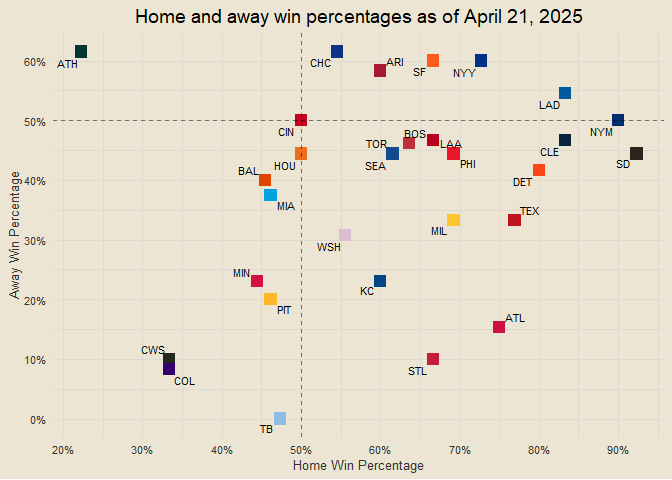 Home and away win percentages as of April 21, 2025
Away Win Percentage
60%
50%
40%
30%
20%
10%
0%
ATH
CHC
ARI
SF
NYY
LAD
CIN
NYM
BOS
TOR
LAA
HOU
SEA
PHI
CLE
SD
BAL
DET
MIA
TEX
MIL
WSH
MIN
KC
PIT
ATL
CWS
COL
STL
TB
20%
30%
40%
50%
60%
70%
80%
90%
Home Win Percentage